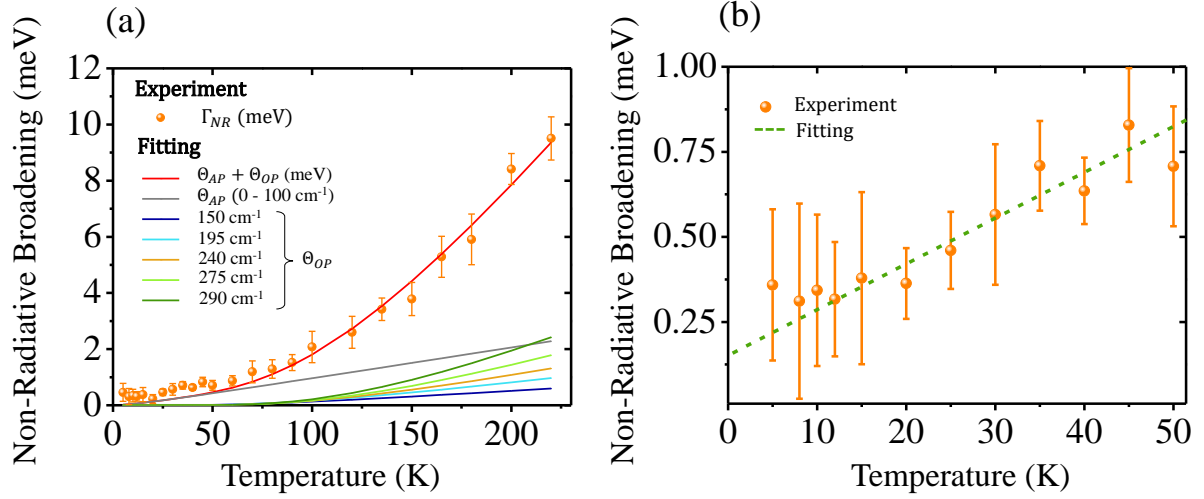 (a)
Non-Radiative Broadening (meV)
12
10
8
6
4
2
0
Experiment
Γ_NR (meV)
Fitting
Θ_AP + Θ_OP (meV)
Θ_AP (0 - 100 cm⁻¹)
150 cm⁻¹
195 cm⁻¹
240 cm⁻¹
275 cm⁻¹
290 cm⁻¹
Θ_OP
0 50 100 150 200
Temperature (K)
(b)
Non-Radiative Broadening (meV)
1.00
0.75
0.50
0.25
Experiment
Fitting
0 10 20 30 40 50
Temperature (K)